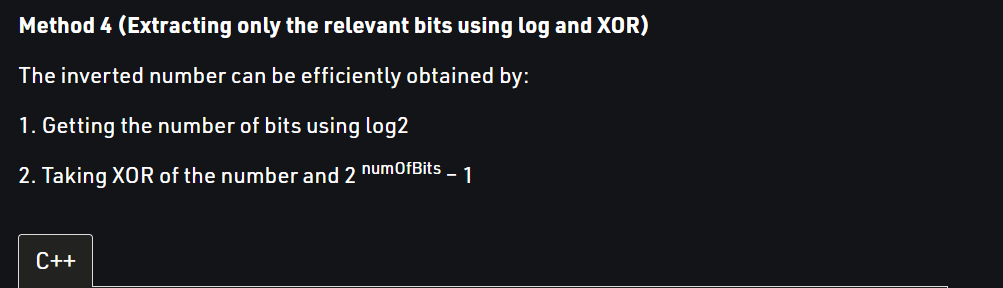 Method 4 (Extracting only the relevant bits using log and XOR)
The inverted number can be efficiently obtained by:
1. Getting the number of bits using log2
2. Taking XOR of the number and 2 numOfBits – 1
C++